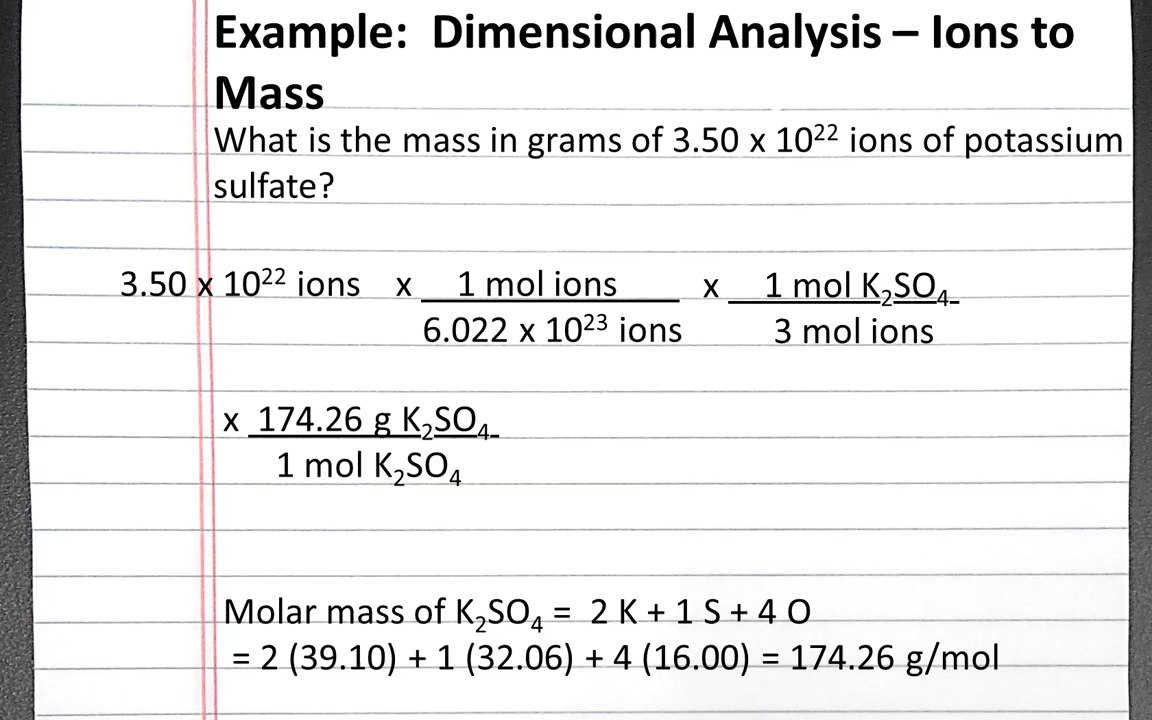 Example:  Dimensional Analysis – Ions to
Mass
What is the mass in grams of 3.50 x 10²² ions of potassium
sulfate?
3.50 x 10²² ions x 1 mol ions x 1 mol K₂SO₄
6.022 x 10²³ ions 3 mol ions
x 174.26 g K₂SO₄
1 mol K₂SO₄
Molar mass of K₂SO₄ = 2 K + 1 S + 4 O
= 2 (39.10) + 1 (32.06) + 4 (16.00) = 174.26 g/mol